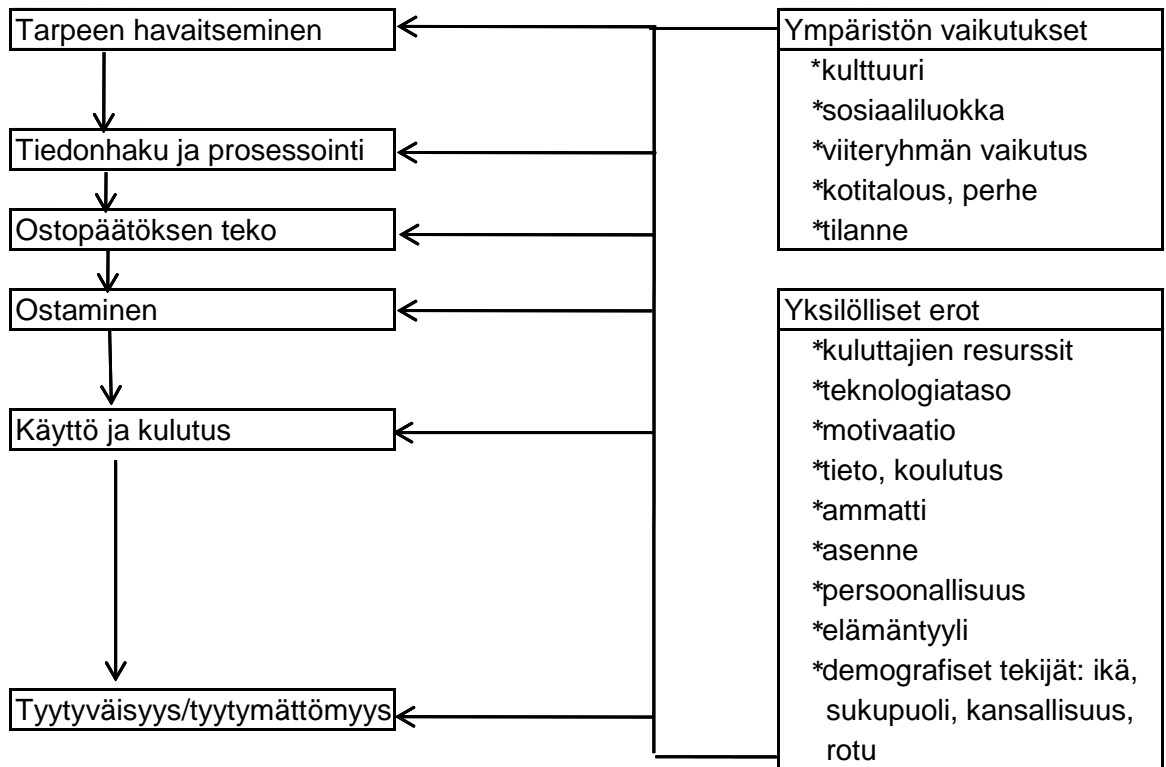 Tarpeen havaitseminen
Tiedonhaku ja prosessointi
Ostopäätöksen teko
Ostaminen
Käyttö ja kulutus
Tyytyväisyys/tyytymättömyys
Ympäristön vaikutukset
*kulttuuri
*sosiaaliluokka
*viiteryhmän vaikutus
*kotitalous, perhe
*tilanne
Yksilölliset erot
*kuluttajien resurssit
*teknologiataso
*motivaatio
*tieto, koulutus
*ammatti
*asenne
*persoonallisuus
*elämäntyyli
*demografiset tekijät: ikä,
sukupuoli, kansallisuus,
rotu